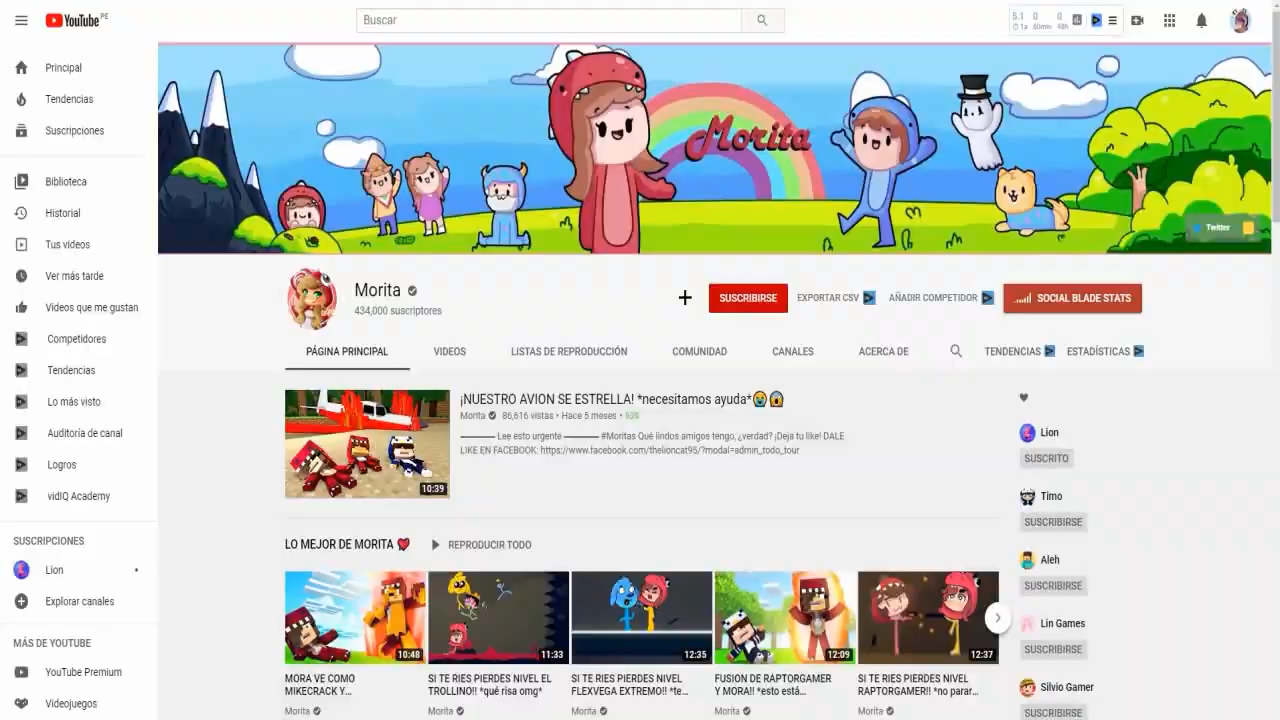 YouTube PE
Buscar
5.1 0 0
1a 60min 48h
Principal
Tendencias
Suscripciones
Biblioteca
Historial
Tus videos
Ver más tarde
Videos que me gustan
Competidores
Tendencias
Lo más visto
Auditoría de canal
Logros
vidIQ Academy
SUSCRIPCIONES
Lion
Explorar canales
MÁS DE YOUTUBE
YouTube Premium
Videojuegos
Morita
Twitter
Morita
434,000 suscriptores
+ SUSCRIBIRSE EXPORTAR CSV AÑADIR COMPETIDOR SOCIAL BLADE STATS
PÁGINA PRINCIPAL VIDEOS LISTAS DE REPRODUCCIÓN COMUNIDAD CANALES ACERCA DE TENDENCIAS ESTADÍSTICAS
10:39
¡NUESTRO AVION SE ESTRELLA! *necesitamos ayuda*😭😱
Morita 86,616 vistas • Hace 5 meses • 93%
———— Lee esto urgente ———— #Moritas Qué lindos amigos tengo, ¿verdad? ¡Deja tu like! DALE
LIKE EN FACEBOOK: https://www.facebook.com/thelioncat95/?modal=admin_todo_tour
LO MEJOR DE MORITA 💖 REPRODUCIR TODO
10:48
MORA VE COMO
MIKECRACK Y...
Morita
11:33
SI TE RIES PIERDES NIVEL EL
TROLLINO!! *qué risa omg*
Morita
12:35
SI TE RIES PIERDES NIVEL
FLEXVEGA EXTREMO!! *te...
Morita
12:09
FUSION DE RAPTORGAMER
Y MORA!! *esto está...
Morita
12:37
SI TE RIES PIERDES NIVEL
RAPTORGAMER!! *no parar...
Morita
♥
Lion
SUSCRITO
Timo
SUSCRIBIRSE
Aleh
SUSCRIBIRSE
Lin Games
SUSCRIBIRSE
Silvio Gamer
SUSCRIBIRSE